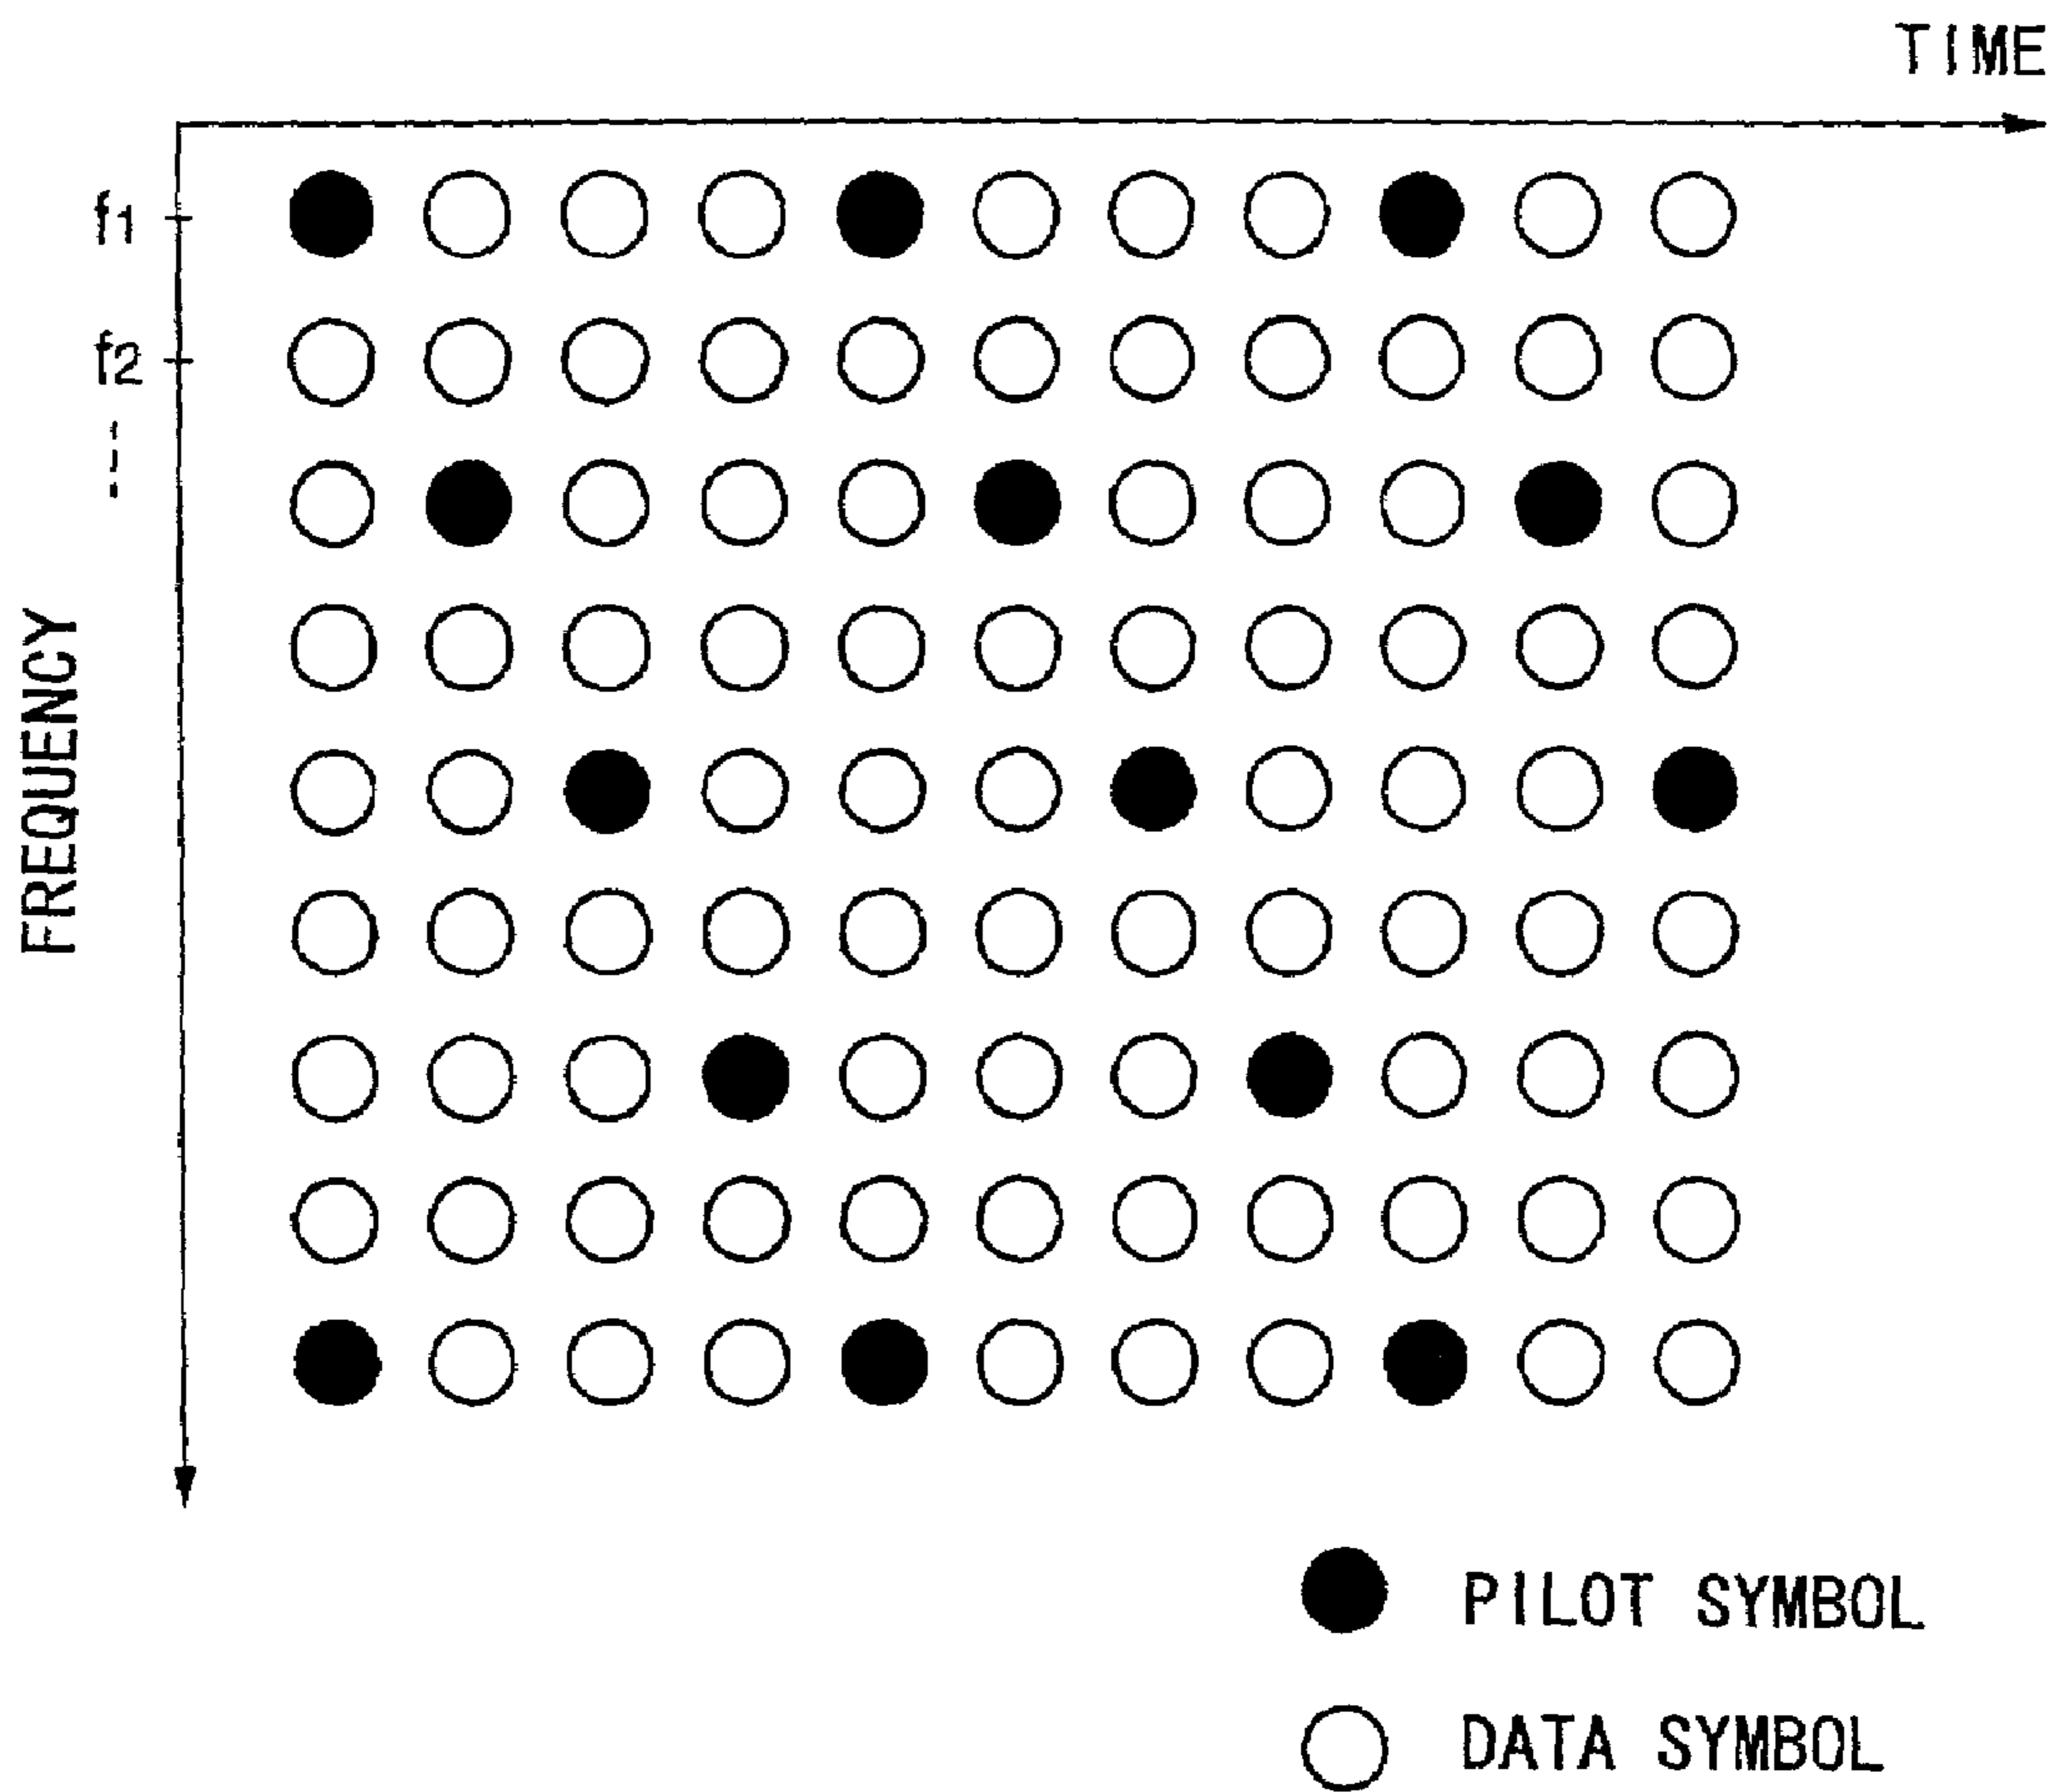 TIME
f1
f2
FREQUENCY
PILOT SYMBOL
DATA SYMBOL